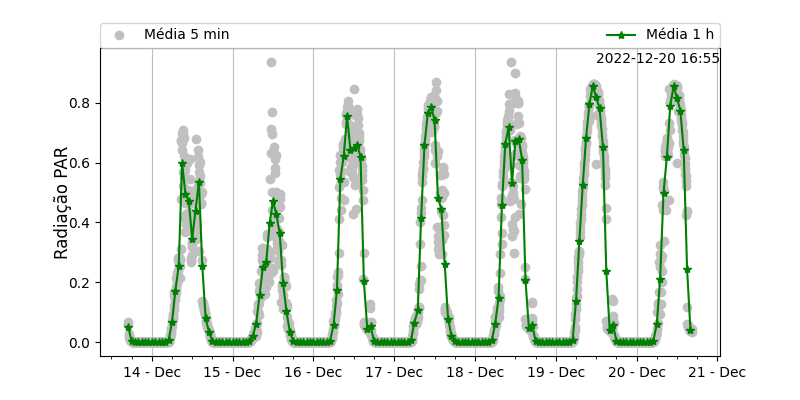 Média 5 min Média 1 h
2022-12-20 16:55
Radiação PAR
0.8
0.6
0.4
0.2
0.0
14 - Dec 15 - Dec 16 - Dec 17 - Dec 18 - Dec 19 - Dec 20 - Dec 21 - Dec